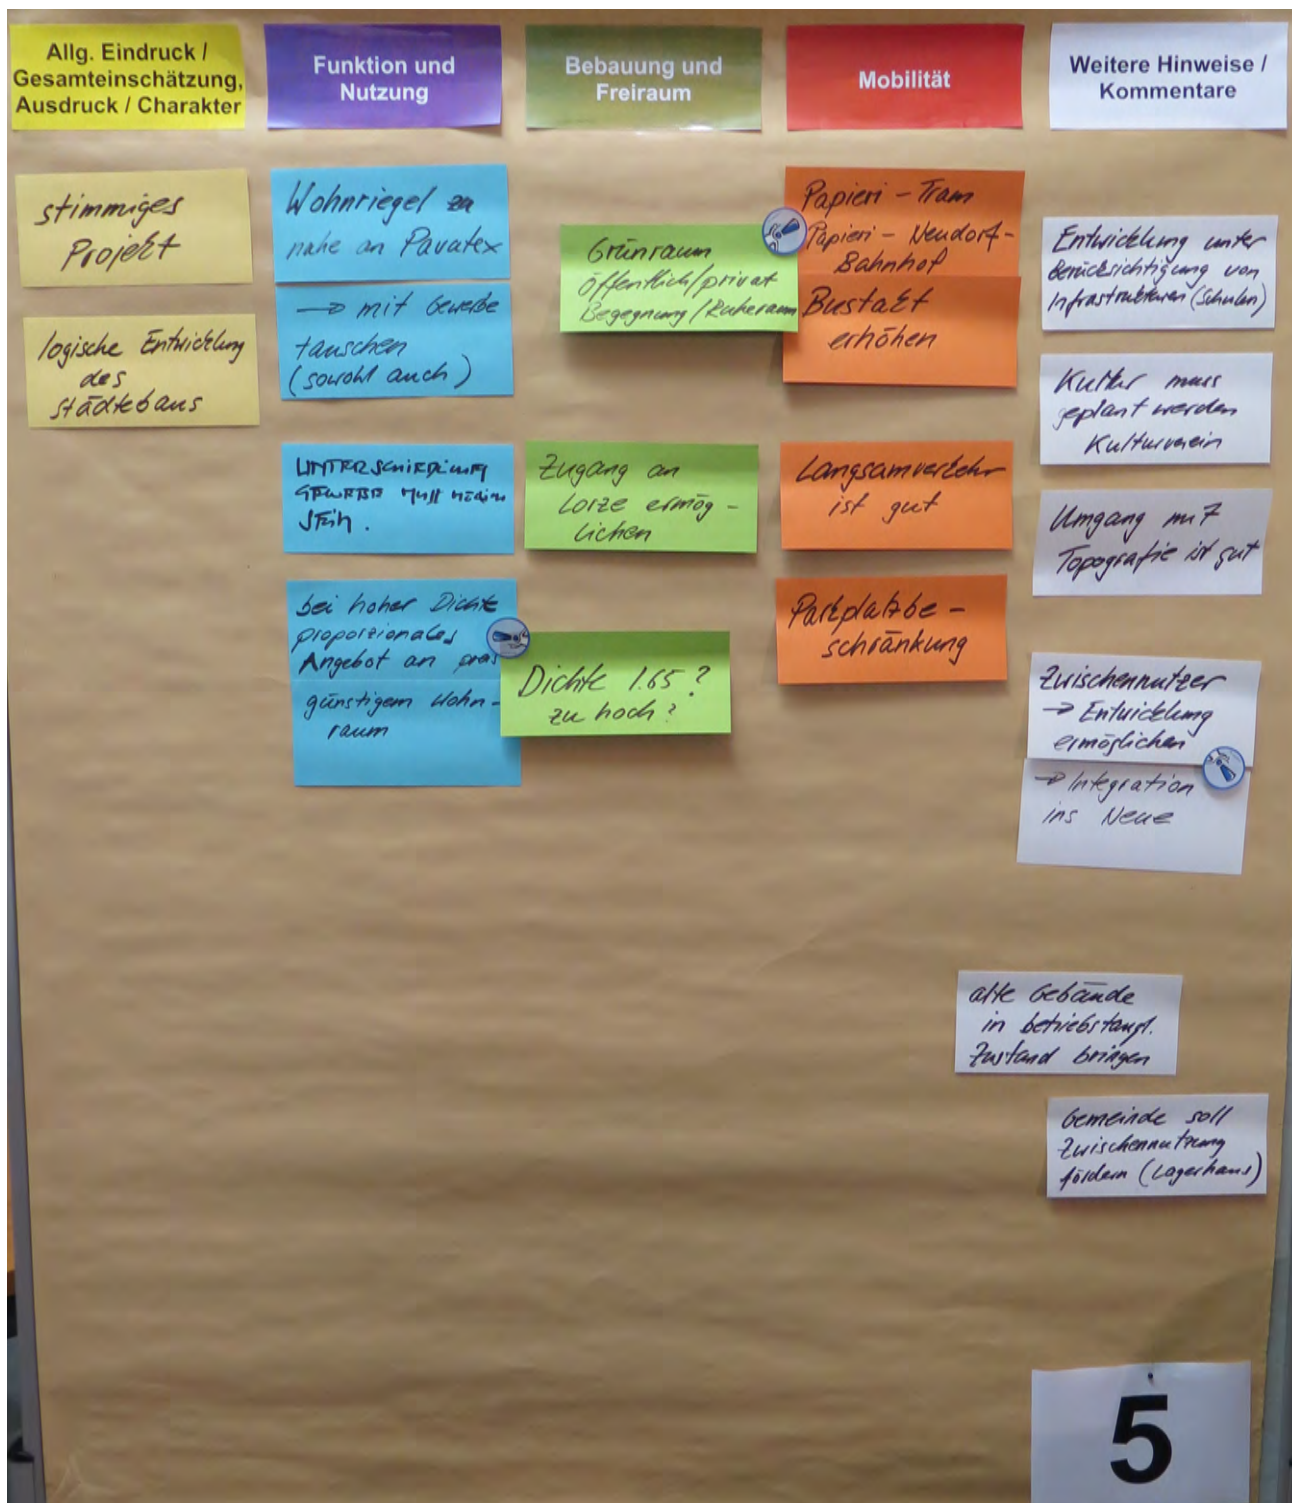 Allg. Eindruck /
Gesamteinschätzung,
Ausdruck / Charakter
stimmiges
Projekt
logische Entwicklung
des
städtebaus
Funktion und
Nutzung
Wohnriegel zu
nahe an Pavatex
→ mit Gewerbe
tauschen
(sowohl auch)
UNTERSCHIEDLICHES
GEWERBE MUSS
SEIN.
bei hoher Dichte
proporzionales
Angebot an preis
günstigem Wohn-
raum
Bebauung und
Freiraum
Grünraum
öffentlich/privat
Begegnung/Ruheraum
Zugang an
Lorze ermög-
lichen
Dichte 1.65?
zu hoch?
Mobilität
Papieri - Tram
Papieri - Neudorf-
Bahnhof
Bustakt
erhöhen
Langsamverkehr
ist gut
Parkplatzbe-
schränkung
Weitere Hinweise /
Kommentare
Entwicklung unter
Berücksichtigung von
Infrastrukturen (Schulen)
Kultur muss
geplant werden
Kulturverein
Umgang mit
Topografie ist gut
Zwischennutzer
→ Entwicklung
ermöglichen
→ Integration
ins Neue
alte Gebäude
in betriebstaugl.
Zustand bringen
Gemeinde soll
Zwischennutzung
fördern (Lagerhaus)
5